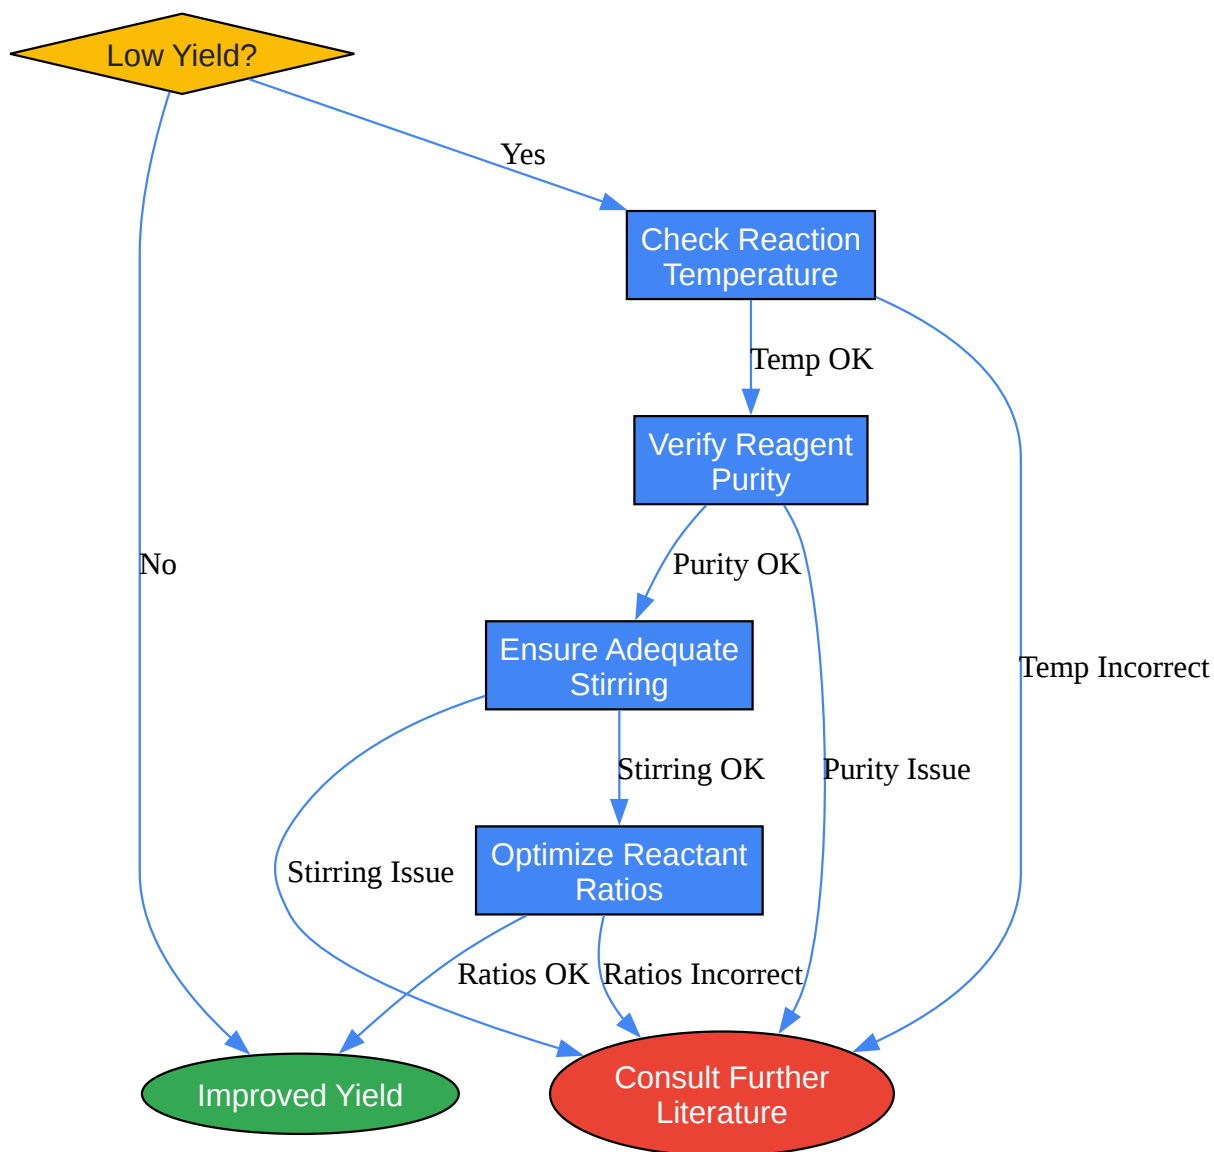 Low Yield?
Yes
Check Reaction
Temperature
Temp OK
Verify Reagent
Purity
No
Purity OK
Ensure Adequate
Stirring
Temp Incorrect
Stirring OK
Purity Issue
Optimize Reactant
Ratios
Stirring Issue
Ratios OK
Ratios Incorrect
Improved Yield
Consult Further
Literature